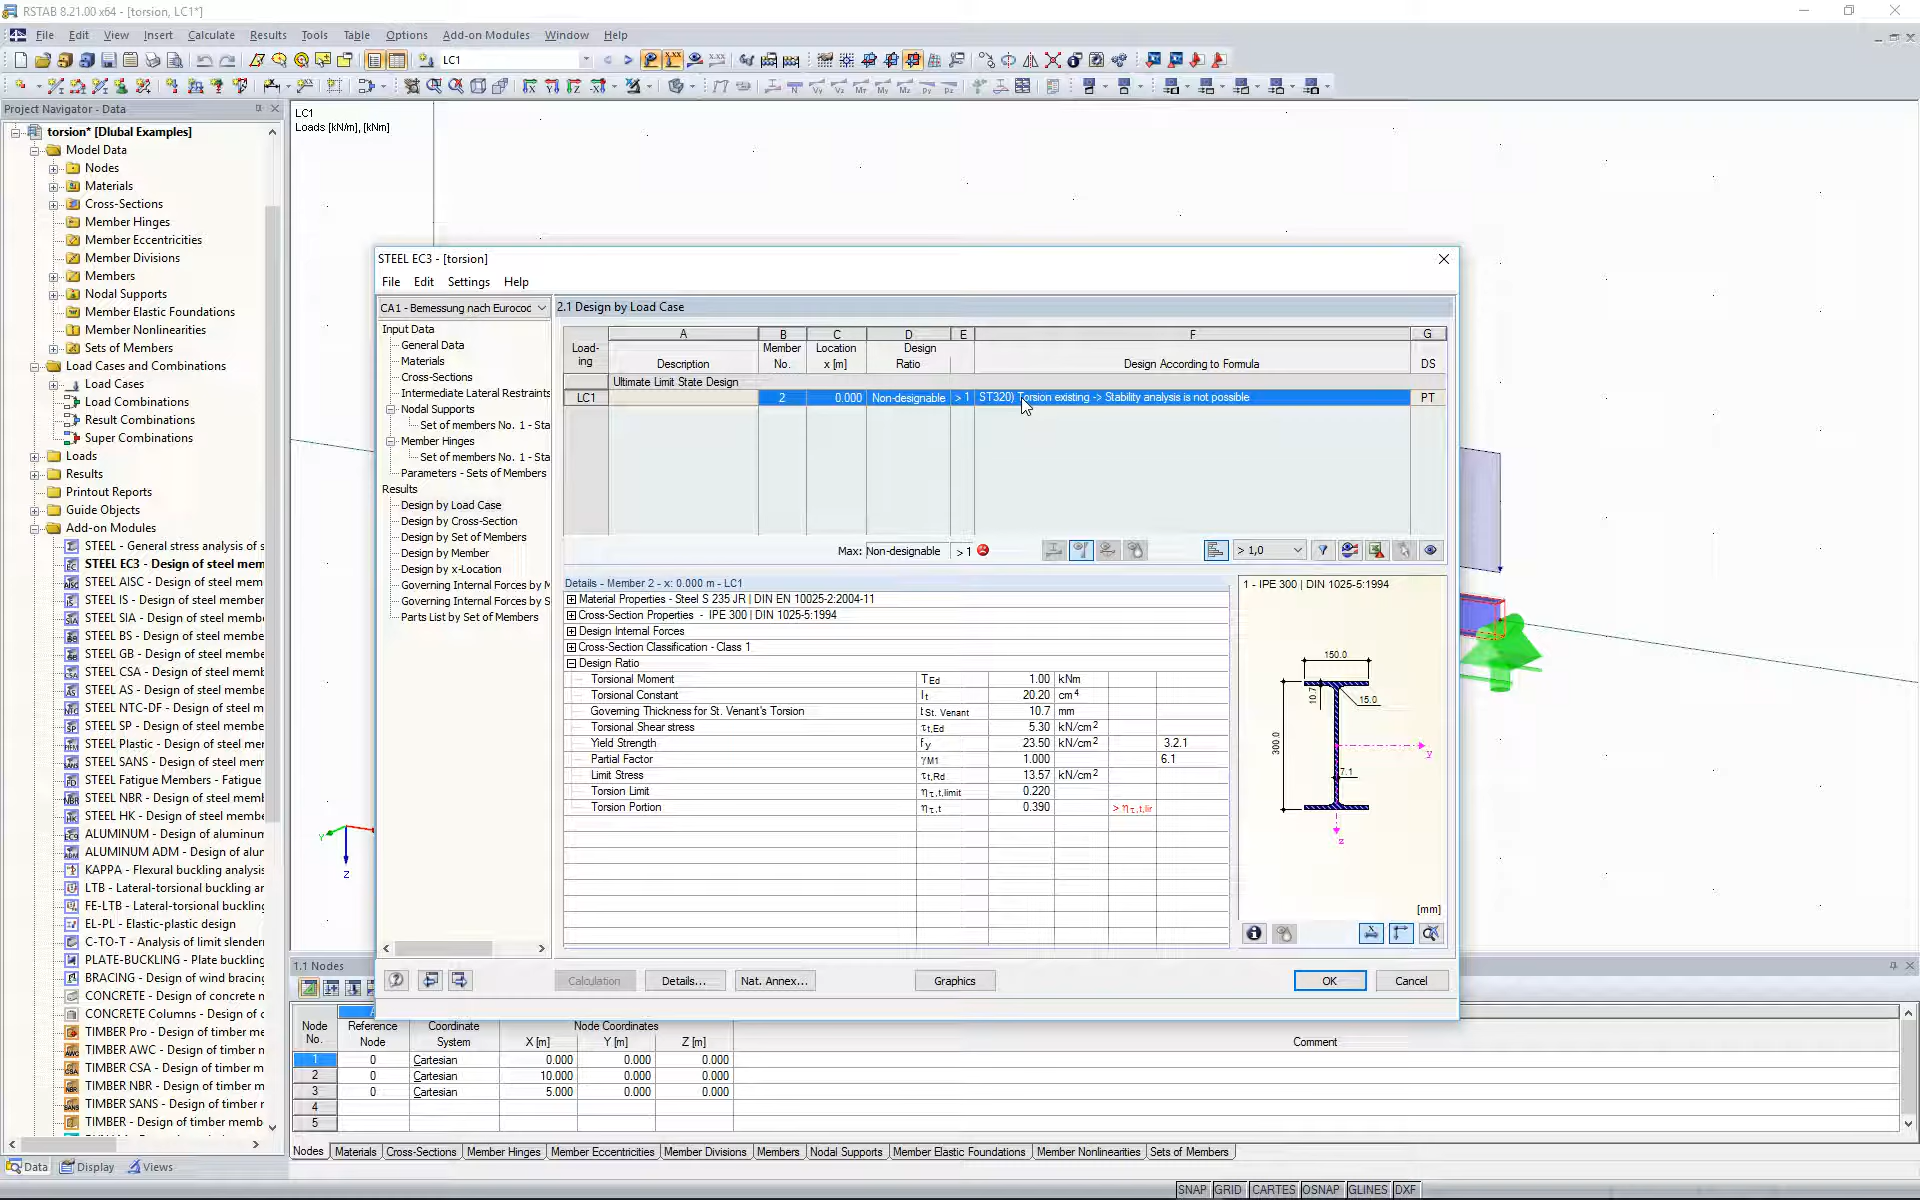 RSTAB 8.21.00 x64 - [torsion, LC1*]
File Edit View Insert Calculate Results Tools Table Options Add-on Modules Window Help
LC1
Project Navigator - Data
torsion* [Dlubal Examples]
Model Data
Nodes
Materials
Cross-Sections
Member Hinges
Member Eccentricities
Member Divisions
Members
Nodal Supports
Member Elastic Foundations
Member Nonlinearities
Sets of Members
Load Cases and Combinations
Load Cases
Load Combinations
Result Combinations
Super Combinations
Loads
Results
Printout Reports
Guide Objects
Add-on Modules
STEEL - General stress analysis of s
STEEL EC3 - Design of steel mem
STEEL AISC - Design of steel mem
STEEL IS - Design of steel membe
STEEL SIA - Design of steel membe
STEEL BS - Design of steel membe
STEEL GB - Design of steel membe
STEEL CSA - Design of steel memb
STEEL AS - Design of steel membe
STEEL NTC-DF - Design of steel me
STEEL SP - Design of steel membe
STEEL Plastic - Design of steel mer
STEEL SANS - Design of steel mem
STEEL Fatigue Members - Fatigue
STEEL NBR - Design of steel memb
STEEL HK - Design of steel membe
ALUMINUM - Design of aluminum
ALUMINUM ADM - Design of alur
KAPPA - Flexural buckling analysis
LTB - Lateral-torsional buckling ar
FE-LTB - Lateral-torsional buckling
EL-PL - Elastic-plastic design
C-TO-T - Analysis of limit slender
PLATE-BUCKLING - Plate buckling
BRACING - Design of wind bracing
CONCRETE - Design of concrete n
CONCRETE Columns - Design of c
TIMBER Pro - Design of timber me
TIMBER AWC - Design of timber m
TIMBER CSA - Design of timber me
TIMBER NBR - Design of timber me
TIMBER SANS - Design of timber r
TIMBER - Design of timber memb
Data Display Views
LC1
Loads [kN/m], [kNm]
Y
Z
STEEL EC3 - [torsion]
File Edit Settings Help
CA1 - Bemessung nach Eurocod
Input Data
General Data
Materials
Cross-Sections
Intermediate Lateral Restraints
Nodal Supports
Set of members No. 1 - Sta
Member Hinges
Set of members No. 1 - Sta
Parameters - Sets of Members
Results
Design by Load Case
Design by Cross-Section
Design by Set of Members
Design by Member
Design by x-Location
Governing Internal Forces by M
Governing Internal Forces by S
Parts List by Set of Members
2.1 Design by Load Case
A B C D E F G
Load-
ing Description Member
No. Location
x [m] Design
Ratio Design According to Formula DS
Ultimate Limit State Design
LC1 2 0.000 Non-designable > 1 ST320) Torsion existing -> Stability analysis is not possible PT
Max: Non-designable > 1 > 1,0
Details - Member 2 - x: 0.000 m - LC1
Material Properties - Steel S 235 JR | DIN EN 10025-2:2004-11
Cross-Section Properties - IPE 300 | DIN 1025-5:1994
Design Internal Forces
Cross-Section Classification - Class 1
Design Ratio
Torsional Moment TEd 1.00 kNm
Torsional Constant It 20.20 cm4
Governing Thickness for St. Venant's Torsion tSt. Venant 10.7 mm
Torsional Shear stress τt,Ed 5.30 kN/cm2
Yield Strength fy 23.50 kN/cm2 3.2.1
Partial Factor γM1 1.000 6.1
Limit Stress τt,Rd 13.57 kN/cm2
Torsion Limit ητ,t,limit 0.220
Torsion Portion ητ,t 0.390 > ητ,t,lir
1 - IPE 300 | DIN 1025-5:1994
150.0
10.7
15.0
300.0
7.1
y
z
[mm]
Calculation Details... Nat. Annex... Graphics OK Cancel
1.1 Nodes
Node
No. Reference
Node Coordinate
System Node Coordinates
X [m] Y [m] Z [m] Comment
1 0 Cartesian 0.000 0.000 0.000
2 0 Cartesian 10.000 0.000 0.000
3 0 Cartesian 5.000 0.000 0.000
4
5
Nodes Materials Cross-Sections Member Hinges Member Eccentricities Member Divisions Members Nodal Supports Member Elastic Foundations Member Nonlinearities Sets of Members
SNAP GRID CARTES OSNAP GLINES DXF